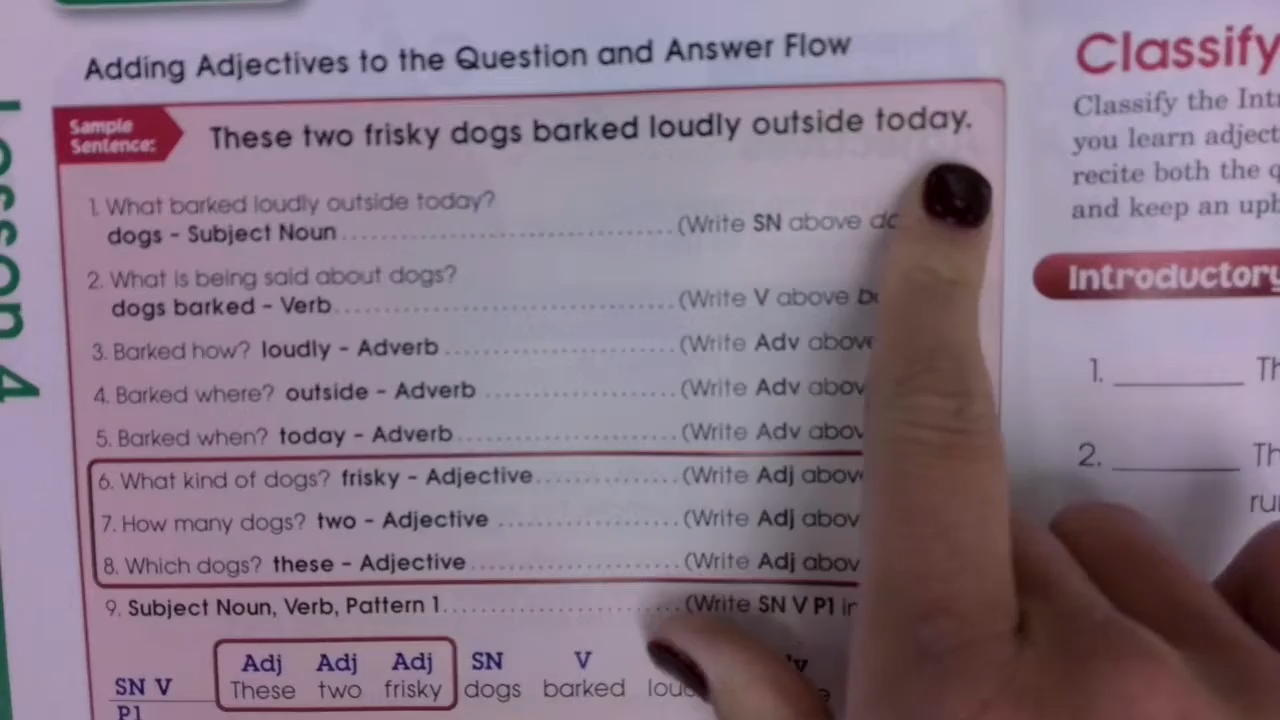 Lesson 4
Adding Adjectives to the Question and Answer Flow
Sample
Sentence:
These two frisky dogs barked loudly outside today.
1. What barked loudly outside today?
dogs - Subject Noun (Write SN above
2. What is being said about dogs?
dogs barked - Verb (Write V above
3. Barked how? loudly - Adverb (Write Adv above
4. Barked where? outside - Adverb (Write Adv
5. Barked when? today - Adverb (Write Adv
6. What kind of dogs? frisky - Adjective (Write Adj
7. How many dogs? two - Adjective (Write Adj
8. Which dogs? these - Adjective (Write Adj
9. Subject Noun, Verb, Pattern 1 (Write SN V P1
Adj Adj Adj SN V
SN V These two frisky dogs barked
P1
Classify
Classify the
you learn
recite both the
and keep an
Introductory
1. ______
2. ______